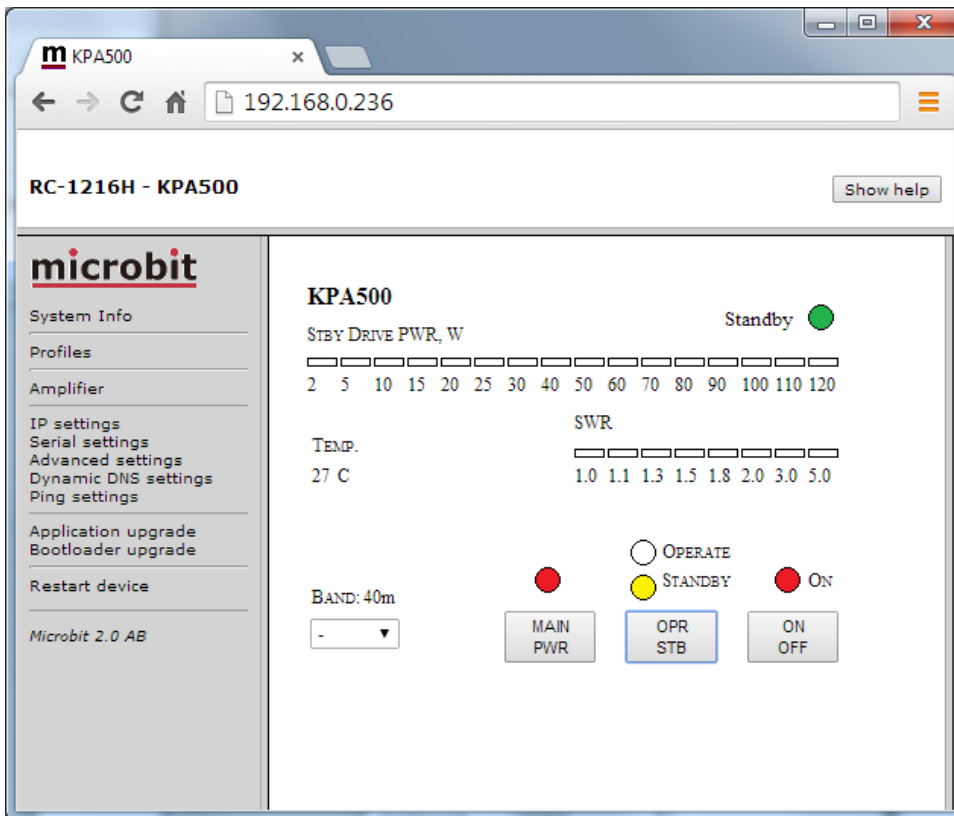 m KPA500
192.168.0.236
RC-1216H - KPA500
Show help
microbit
System Info
Profiles
Amplifier
IP settings
Serial settings
Advanced settings
Dynamic DNS settings
Ping settings
Application upgrade
Bootloader upgrade
Restart device
Microbit 2.0 AB
KPA500
Standby
STBY DRIVE PWR, W
2 5 10 15 20 25 30 40 50 60 70 80 90 100 110 120
SWR
TEMP.
27 C
1.0 1.1 1.3 1.5 1.8 2.0 3.0 5.0
OPERATE
STANDBY
ON
BAND: 40m
-
MAIN
PWR
OPR
STB
ON
OFF